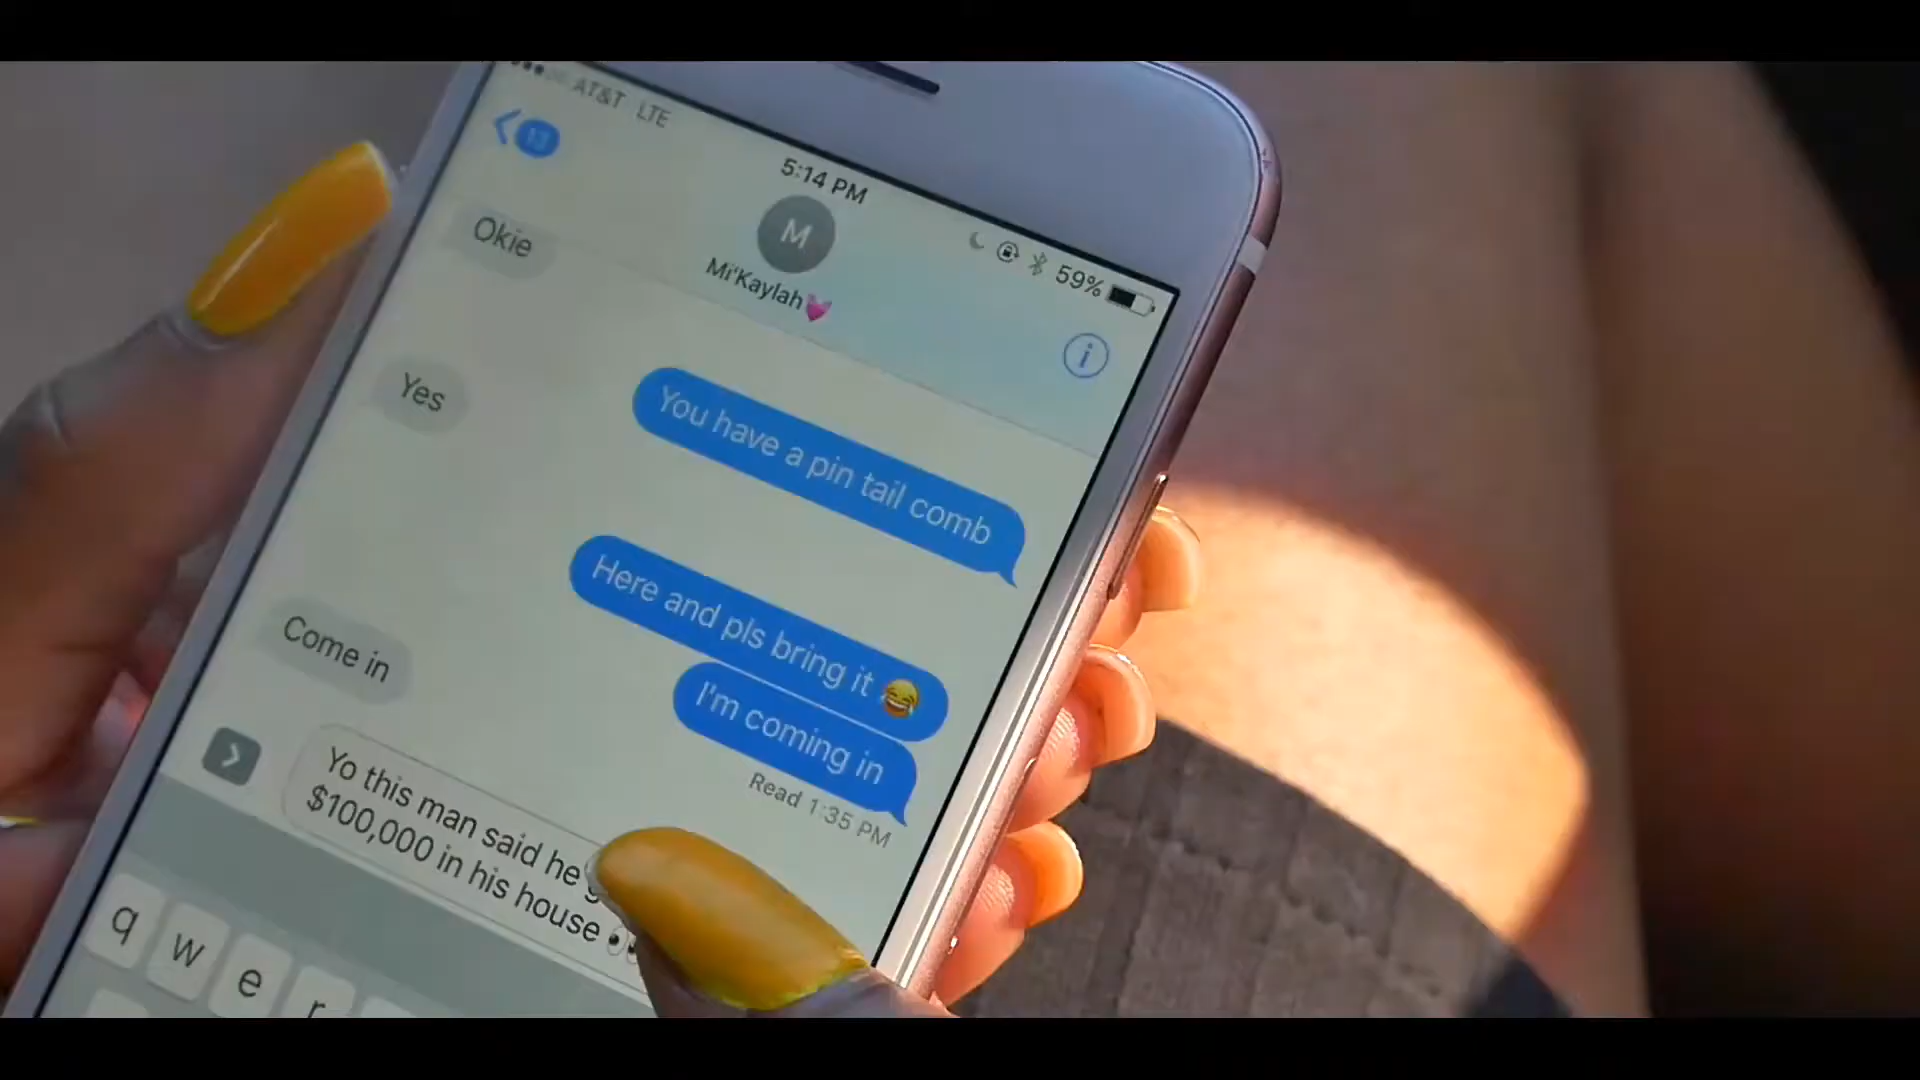 AT&T LTE
5:14 PM
59%
13
M
Mi'Kaylah💓
i
Okie
You have a pin tail comb
Yes
Here and pls bring it 😂
I'm coming in
Read 1:35 PM
Come in
Yo this man said he
$100,000 in his house 👀
q w e r